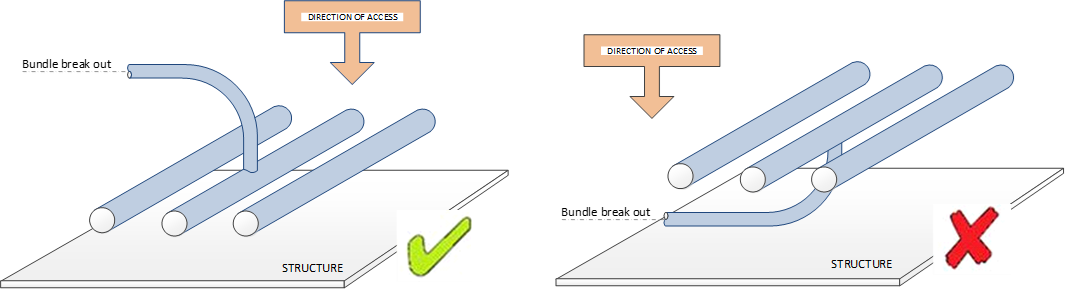 DIRECTION OF ACCESS
Bundle break out
STRUCTURE
DIRECTION OF ACCESS
Bundle break out
STRUCTURE